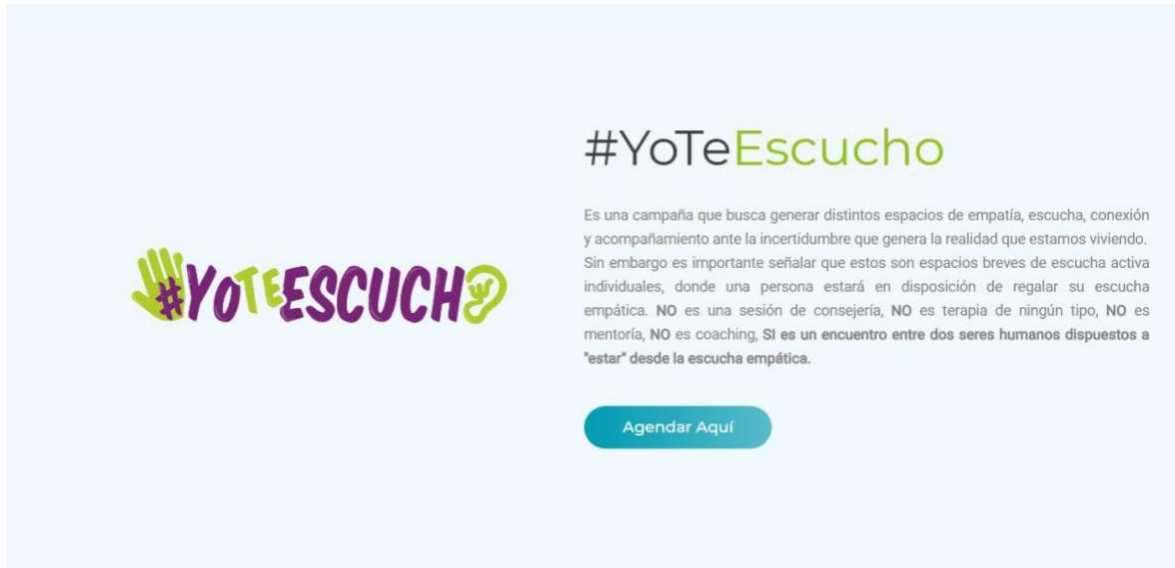 #YoTeEscucho
#YOTEESCUCHO
Es una campaña que busca generar distintos espacios de empatía, escucha, conexión
y acompañamiento ante la incertidumbre que genera la realidad que estamos viviendo.
Sin embargo es importante señalar que estos son espacios breves de escucha activa
individuales, donde una persona estará en disposición de regalar su escucha
empática. NO es una sesión de consejería, NO es terapia de ningún tipo, NO es
mentoría, NO es coaching, SI es un encuentro entre dos seres humanos dispuestos a
"estar" desde la escucha empática.
Agendar Aquí